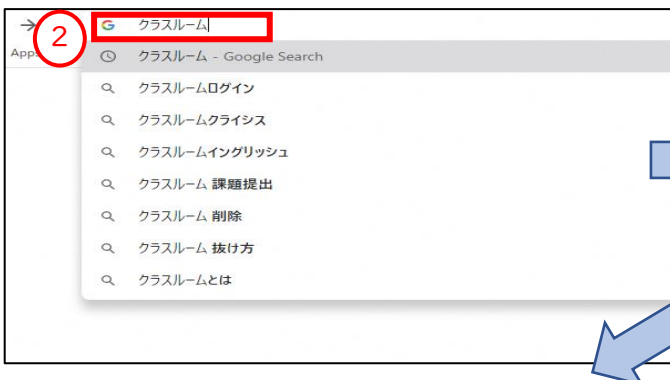 2
クラスルーム
Apps
クラスルーム - Google Search
クラスルームログイン
クラスルームクライシス
クラスルームイングリッシュ
クラスルーム 課題提出
クラスルーム 削除
クラスルーム 抜け方
クラスルームとは